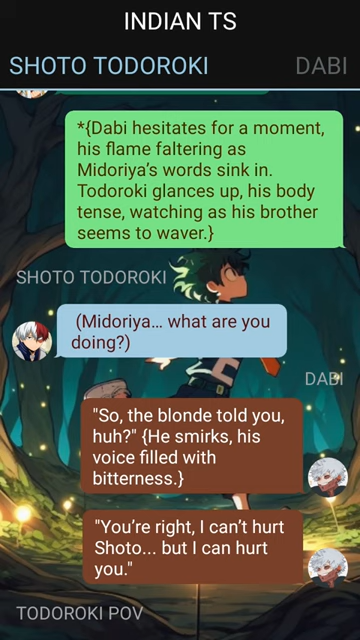 INDIAN TS
SHOTO TODOROKI
DABI
*{Dabi hesitates for a moment,
his flame faltering as
Midoriya's words sink in.
Todoroki glances up, his body
tense, watching as his brother
seems to waver.}
SHOTO TODOROKI
(Midoriya... what are you
doing?)
DABI
"So, the blonde told you,
huh?" {He smirks, his
voice filled with
bitterness.}
"You're right, I can't hurt
Shoto... but I can hurt
you."
TODOROKI POV